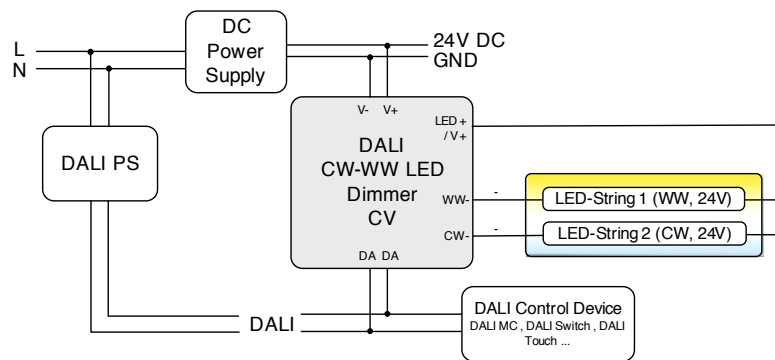 L
N
DC
Power
Supply
24V DC
GND
DALI PS
V- V+
LED +
/ V+
DALI
CW-WW LED
Dimmer
CV
WW-
CW-
DA DA
-
-
LED-String 1 (WW, 24V)
LED-String 2 (CW, 24V)
DALI
DALI Control Device
DALI MC , DALI Switch , DALI
Touch ...